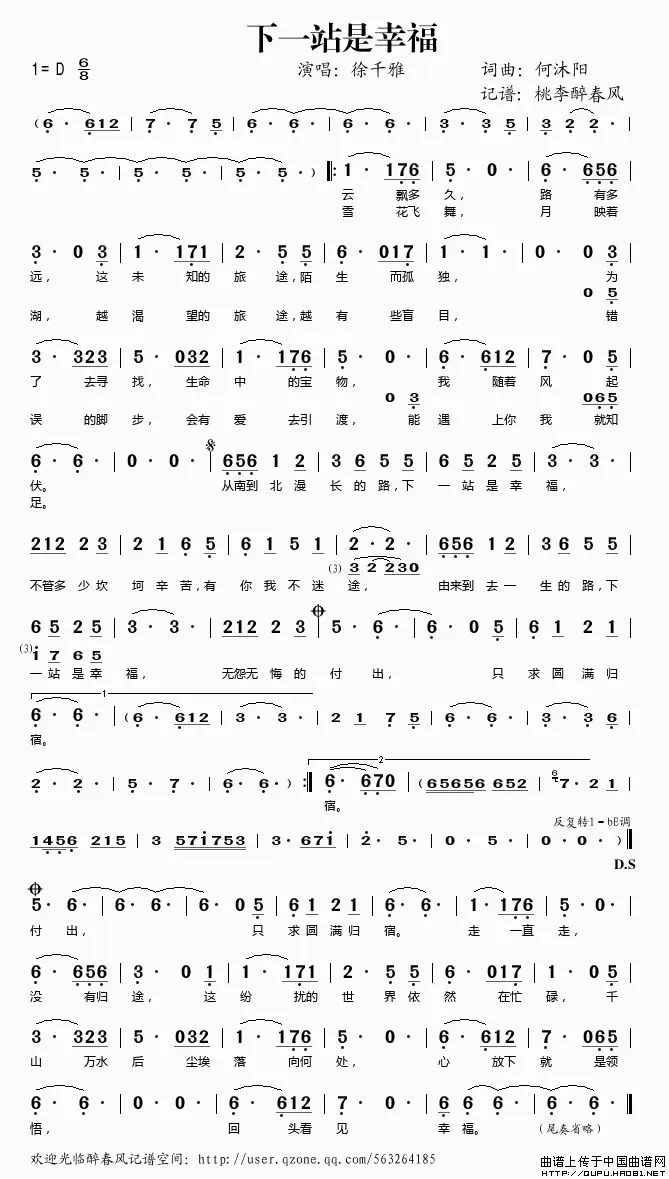 下一站是幸福
1= D 6/8 演唱：徐千雅 词曲：何沐阳
记谱：桃李醉春风
( 6 · 612 | 7 · 7 5 | 6 · 6 · | 6 · 6 · | 3 · 3 5 | 3 2 2 · |
5 · 5 · | 5 · 5 · | 5 · 5 · ) ‖: 1 · 176 | 5 · 0 · | 6 · 656 |
云 飘多 久， 路 有多
雪 花飞 舞， 月 映着
3 · 0 3 | 1 · 171 | 2 · 5 5 | 6 · 017 | 1 · 1 · | 0 · 0 3 |
远， 这 未 知的 旅 途，陌 生 而孤 独， 为
0 5
湖， 越 渴 望的 旅 途，越 有 些盲 目， 错
3 · 323 | 5 · 032 | 1 · 176 | 5 · 0 · | 6 · 612 | 7 · 0 5 |
了 去寻 找， 生命 中 的宝 物， 我 随着 风 起
0 3 065
误 的脚 步， 会有 爱 去引 渡， 能 遇 上你 我 就知
6 · 6 · | 0 · 0 · | 656 1 2 | 3 6 5 5 | 6 5 2 5 | 3 · 3 · |
伏。 从南到 北漫 长的路，下 一站是幸 福，
足。
212 2 3 | 2 1 6 5 | 6 1 5 1 | 2 · 2 · | 656 1 2 | 3 6 5 5 |
(3) 3 2 230
不管多 少坎 坷辛苦，有 你我不迷 途， 由来到 去一 生的路，下
6 5 2 5 | 3 · 3 · | 212 2 3 | 5 · 6 · | 6 · 0 5 | 6 1 2 1 |
(3) i 7 6 5
一站是幸 福， 无怨无 悔的 付 出， 只 求圆满归
1
6 · 6 · | ( 6 · 612 | 3 · 3 · | 2 1 7 5 | 6 · 6 · | 3 · 3 6 |
宿。
2
2 · 2 · | 5 · 7 · | 6 · 6 · ) :‖ 6 · 670 | ( 65656 652 | 6 7 · 2 1 |
宿。
反复转1=bE调
1456 215 | 3 57i753 | 3 · 67i | 2 · 5 · | 0 · 5 · | 0 · 0 · ) ‖
D.S
5 · 6 · | 6 · 6 · | 6 · 0 5 | 6 1 2 1 | 6 · 6 · | 1 · 176 | 5 · 0 · |
付 出， 只 求圆满归 宿。 走 一直 走，
6 · 656 | 3 · 0 1 | 1 · 171 | 2 · 5 5 | 6 · 017 | 1 · 0 5 |
没 有归 途， 这 纷 扰的 世 界依 然 在忙 碌， 千
3 · 323 | 5 · 032 | 1 · 176 | 5 · 0 · | 6 · 612 | 7 · 065 |
山 万水 后 尘埃 落 向何 处， 心 放下 就 是领
6 · 6 · | 0 · 0 · | 6 · 612 | 7 · 0 · | 6 · 6 · | 6 · 6 · ‖
悟， 回 头看 见 幸 福。 (尾奏省略)
欢迎光临醉春风记谱空间：http://user.qzone.qq.com/563264185
曲谱上传于中国曲谱网
http://QUPU.HAO81.NET